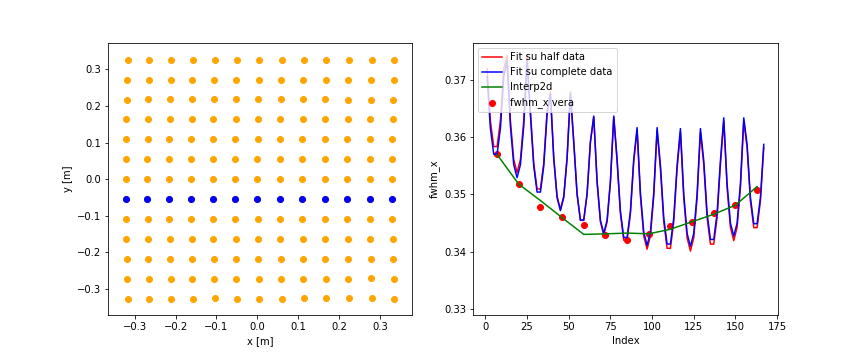 0.3
0.2
0.1
0.0
−0.1
−0.2
−0.3
y [m]
−0.3 −0.2 −0.1 0.0 0.1 0.2 0.3
x [m]
0.37
0.36
0.35
0.34
0.33
fwhm_x
Fit su half data
Fit su complete data
Interp2d
fwhm_x vera
0 25 50 75 100 125 150 175
Index